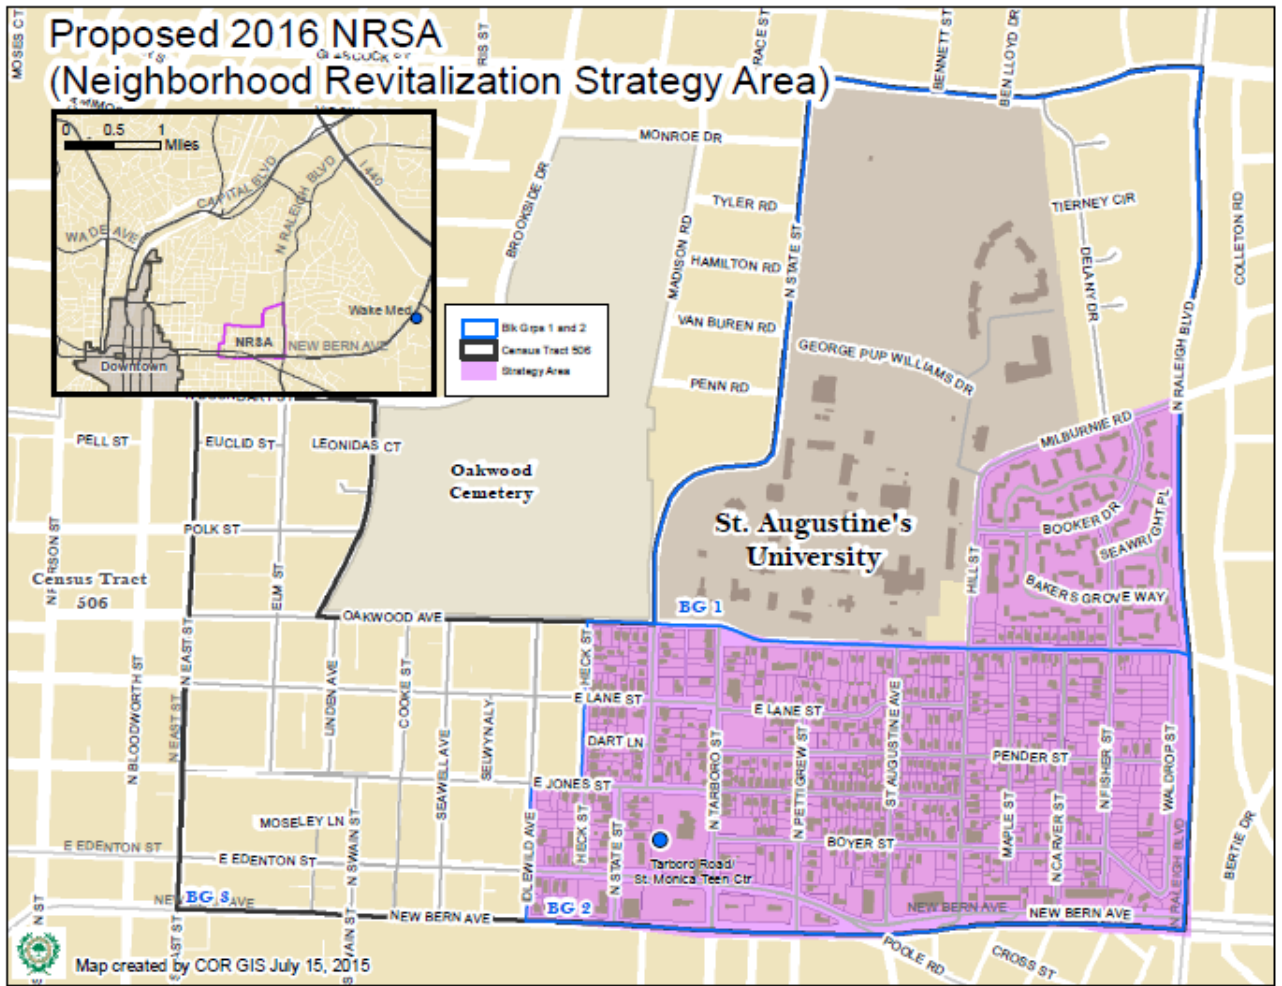 Proposed 2016 NRSA
(Neighborhood Revitalization Strategy Area)
MOSES CT
RACE ST
BENNETT ST
BEN LLOYD DR
0 0.5 1
Miles
CAPITAL BLVD
I 440
N RALEIGH BLVD
WADE AVE
Wake Med
NRSA
NEW BERN AVE
Downtown
Blk Grps 1 and 2
Census Tract 506
Strategy Area
MONROE DR
BROOKSIDE DR
TYLER RD
MADISON RD
HAMILTON RD
N STATE ST
VAN BUREN RD
PENN RD
TIERNEY CIR
DELANY DR
COLLETON RD
N RALEIGH BLVD
GEORGE PUP WILLIAMS DR
MILBURNIE RD
PELL ST
EUCLID ST
LEONIDAS CT
Oakwood
Cemetery
St. Augustine's
University
BOOKER DR
SEAWRIGHT PL
BAKERS GROVE WAY
HILL ST
POLK ST
N PERSON ST
Census Tract
506
ELM ST
OAKWOOD AVE
BG 1
N EAST ST
N BLOODWORTH ST
N EAST ST
LINDEN AVE
COOKE ST
SEAWELL AVE
SELWYN ALY
HECK ST
E LANE ST
E LANE ST
DART LN
E JONES ST
N TARBORO ST
N PETTIGREW ST
ST AUGUSTINE AVE
PENDER ST
MAPLE ST
N CARVER ST
N FISHER ST
WALDROP ST
MOSELEY LN
N SWAIN ST
E EDENTON ST
E EDENTON ST
IDLEWILD AVE
HECK ST
N STATE ST
BOYER ST
Tarboro Road/
St. Monica Teen Ctr
N RALEIGH BLVD
BERTIE DR
BG 3
NEW BERN AVE
BG 2
NEW BERN AVE
NEW BERN AVE
POOLE RD
CROSS ST
Map created by COR GIS July 15, 2015